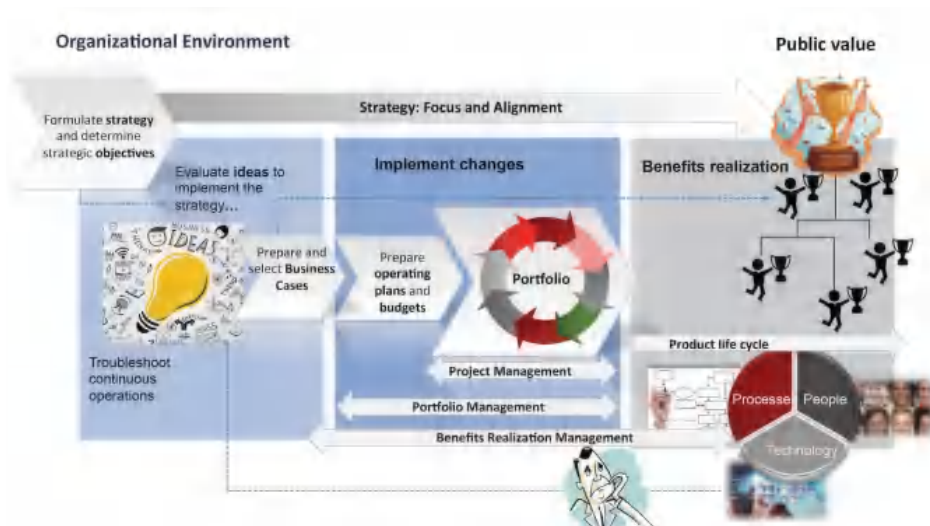 Organizational Environment
Public value
Strategy: Focus and Alignment
Formulate strategy
and determine
strategic objectives
Evaluate ideas to
implement the
strategy...
Implement changes
Benefits realization
BUSINESS
IDEAS
Prepare and
select Business
Cases
Prepare
operating
plans and
budgets
Portfolio
Troubleshoot
continuous
operations
Project Management
Portfolio Management
Benefits Realization Management
Product life cycle
Processe
People
Technology